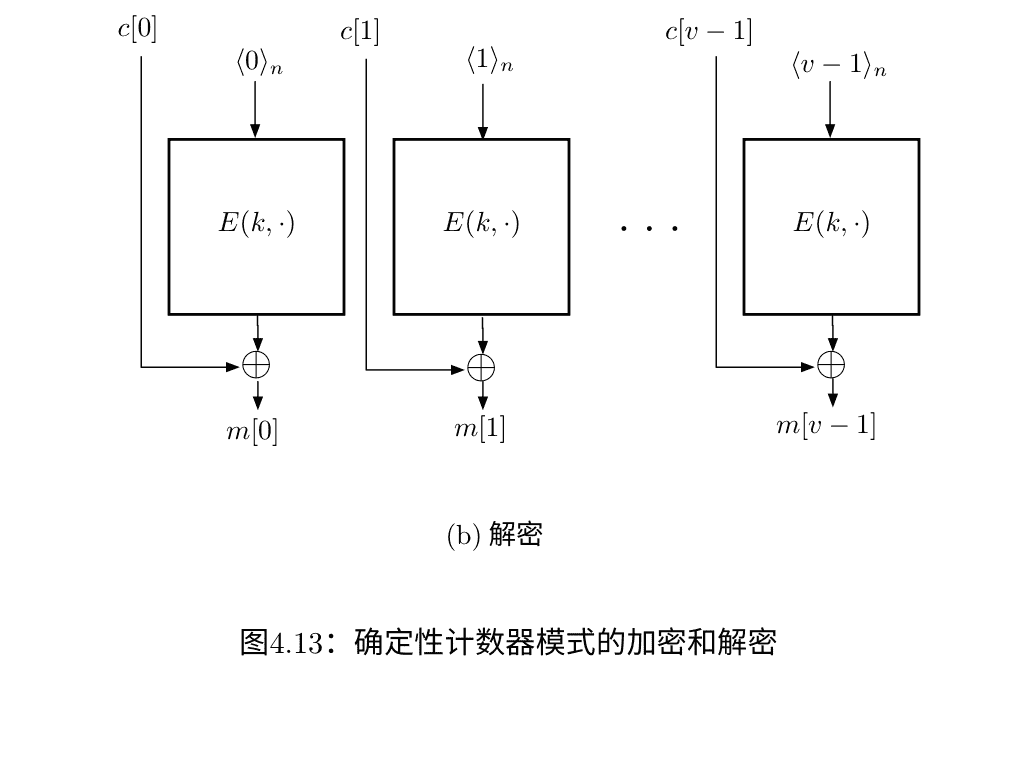 c[0] c[1] c[v − 1]
⟨0⟩ₙ ⟨1⟩ₙ ⟨v − 1⟩ₙ
E(k, ·) E(k, ·) . . . E(k, ·)
m[0] m[1] m[v − 1]
(b) 解密
图4.13：确定性计数器模式的加密和解密